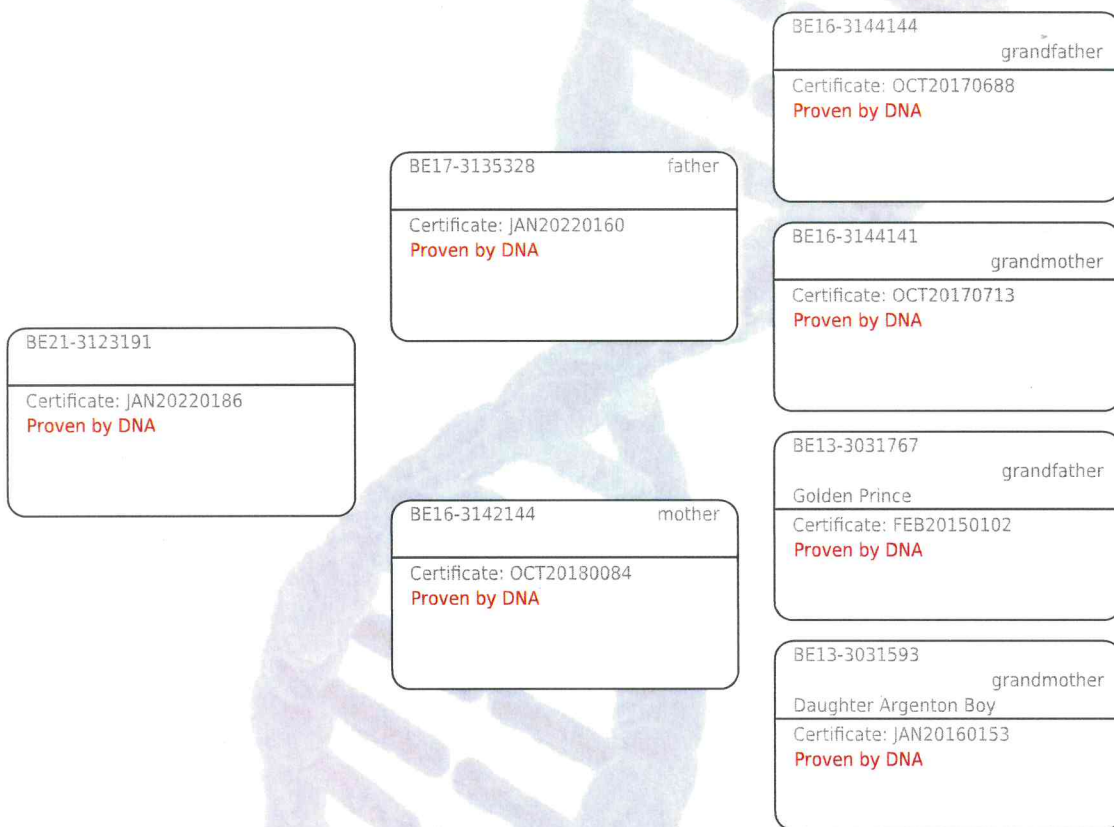 BE21-3123191
Certificate: JAN20220186
Proven by DNA
BE17-3135328 father
Certificate: JAN20220160
Proven by DNA
BE16-3142144 mother
Certificate: OCT20180084
Proven by DNA
BE16-3144144
grandfather
Certificate: OCT20170688
Proven by DNA
BE16-3144141
grandmother
Certificate: OCT20170713
Proven by DNA
BE13-3031767
grandfather
Golden Prince
Certificate: FEB20150102
Proven by DNA
BE13-3031593
grandmother
Daughter Argenton Boy
Certificate: JAN20160153
Proven by DNA